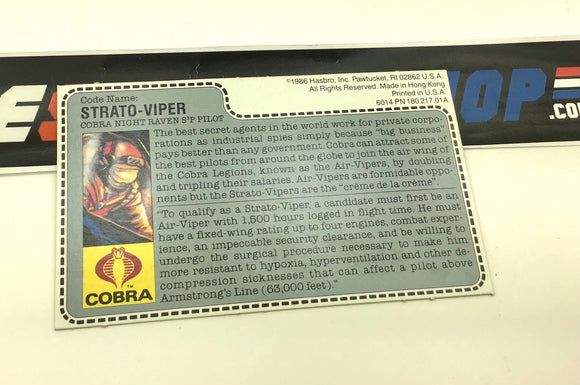 ©1986 Hasbro, Inc. Pawtucket, RI 02862 U.S.A.
All Rights Reserved. Made in Hong Kong
Printed in U.S.A.
6014 PN 180 217.01A
Code Name:
STRATO-VIPER
COBRA NIGHT RAVEN S³P PILOT
The best secret agents in the world work for private corpo-
rations as industrial spies simply because "big business"
pays better than any government. Cobra can attract some of
the best pilots from around the globe to join the air wing of
the Cobra Legions, known as the Air-Vipers, by doubling
and tripling their salaries. Air-Vipers are formidable oppo-
nents but the Strato-Vipers are the "crème de la crème".
"To qualify as a Strato-Viper, a candidate must first be an
Air-Viper with 1,500 hours logged in flight time. He must
have a fixed-wing rating up to four engines, combat exper-
ience, an impeccable security clearance, and be willing to
undergo the surgical procedure necessary to make him
more resistant to hypoxia, hyperventilation and other de-
compression sicknesses that can affect a pilot above
Armstrong's Line (63,000 feet)."
TM
COBRA
HOP
.CO